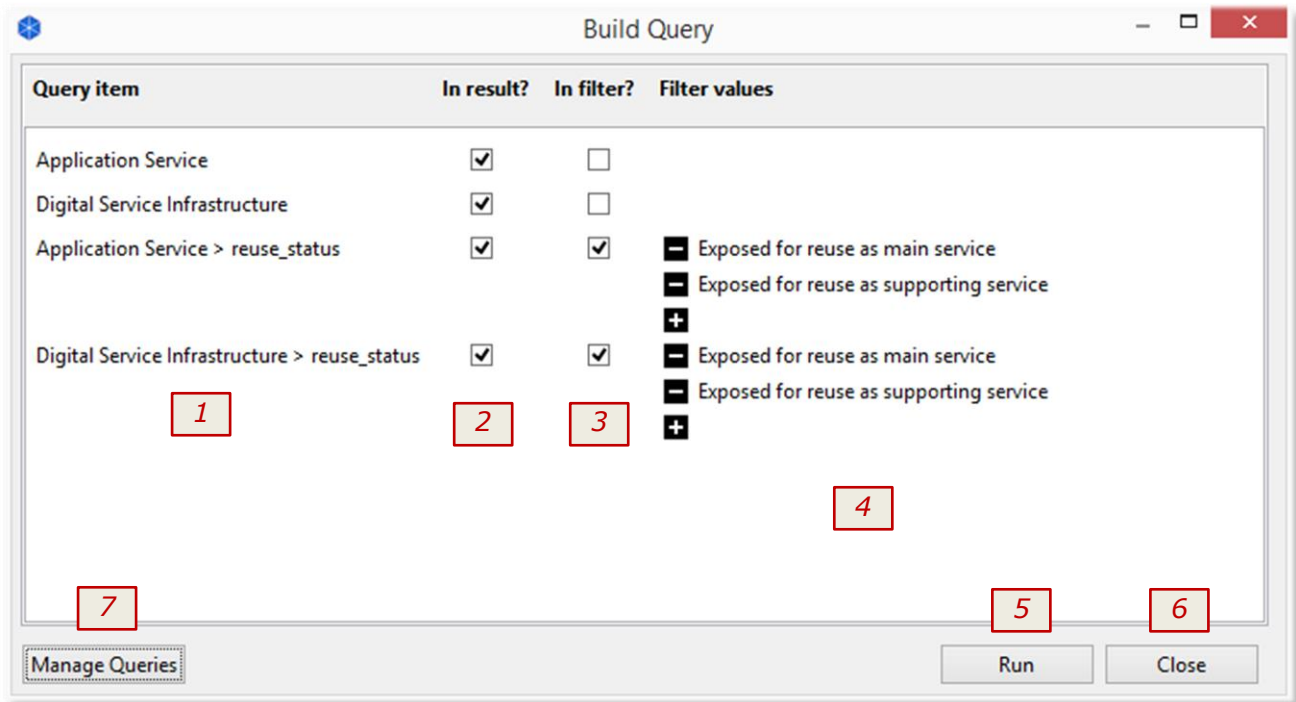 Build Query
Query item In result? In filter? Filter values
Application Service
Digital Service Infrastructure
Application Service > reuse_status Exposed for reuse as main service
Exposed for reuse as supporting service
Digital Service Infrastructure > reuse_status Exposed for reuse as main service
Exposed for reuse as supporting service
1 2 3
4
7 5 6
Manage Queries Run Close